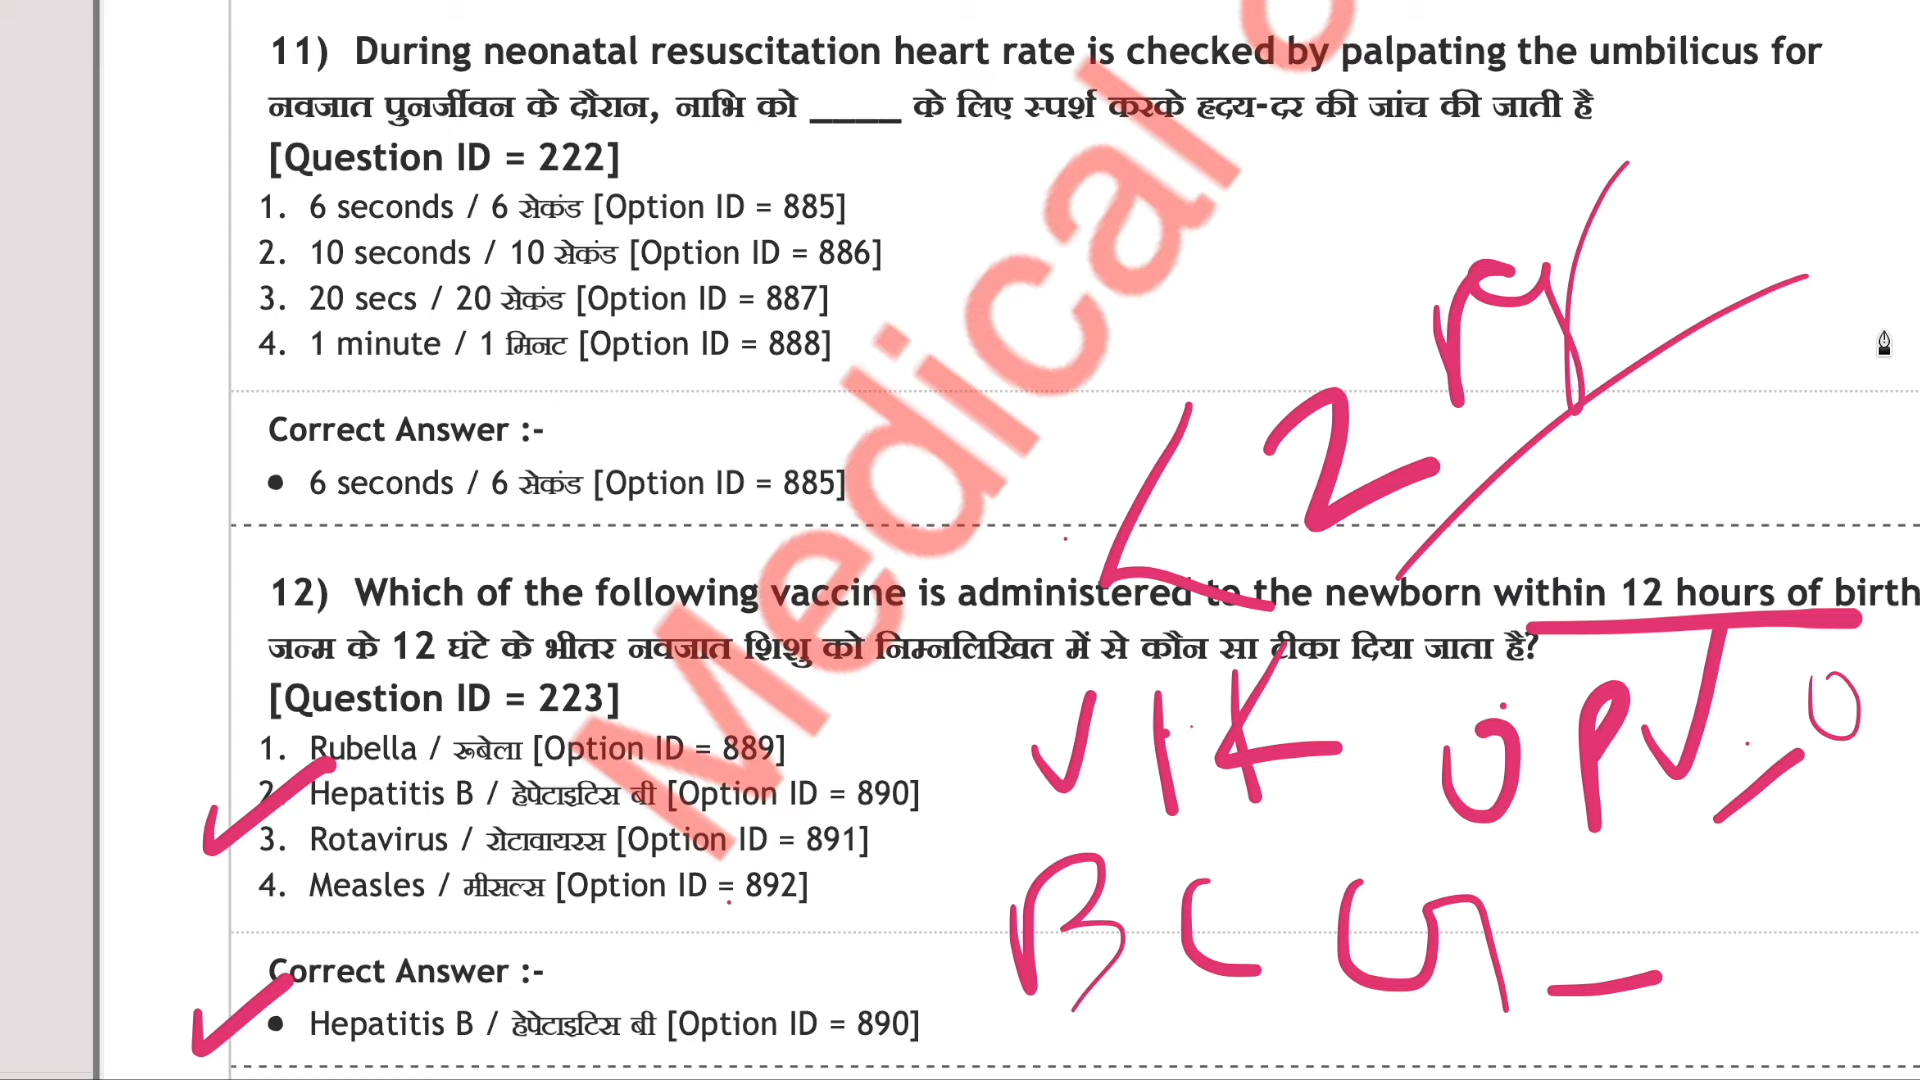 11) During neonatal resuscitation heart rate is checked by palpating the umbilicus for
नवजात पुनर्जीवन के दौरान, नाभि को _____ के लिए स्पर्श करके हृदय-दर की जांच की जाती है
[Question ID = 222]
1. 6 seconds / 6 सेकंड [Option ID = 885]
2. 10 seconds / 10 सेकंड [Option ID = 886]
3. 20 secs / 20 सेकंड [Option ID = 887]
4. 1 minute / 1 मिनट [Option ID = 888]
Correct Answer :-
• 6 seconds / 6 सेकंड [Option ID = 885]
12) Which of the following vaccine is administered to the newborn within 12 hours of birth
जन्म के 12 घंटे के भीतर नवजात शिशु को निम्नलिखित में से कौन सा टीका दिया जाता है?
[Question ID = 223]
1. Rubella / रूबेला [Option ID = 889]
2. Hepatitis B / हेपेटाइटिस बी [Option ID = 890]
3. Rotavirus / रोटावायरस [Option ID = 891]
4. Measles / मीसल्स [Option ID = 892]
Correct Answer :-
• Hepatitis B / हेपेटाइटिस बी [Option ID = 890]
Medical
VIK OPV, 0
BCG